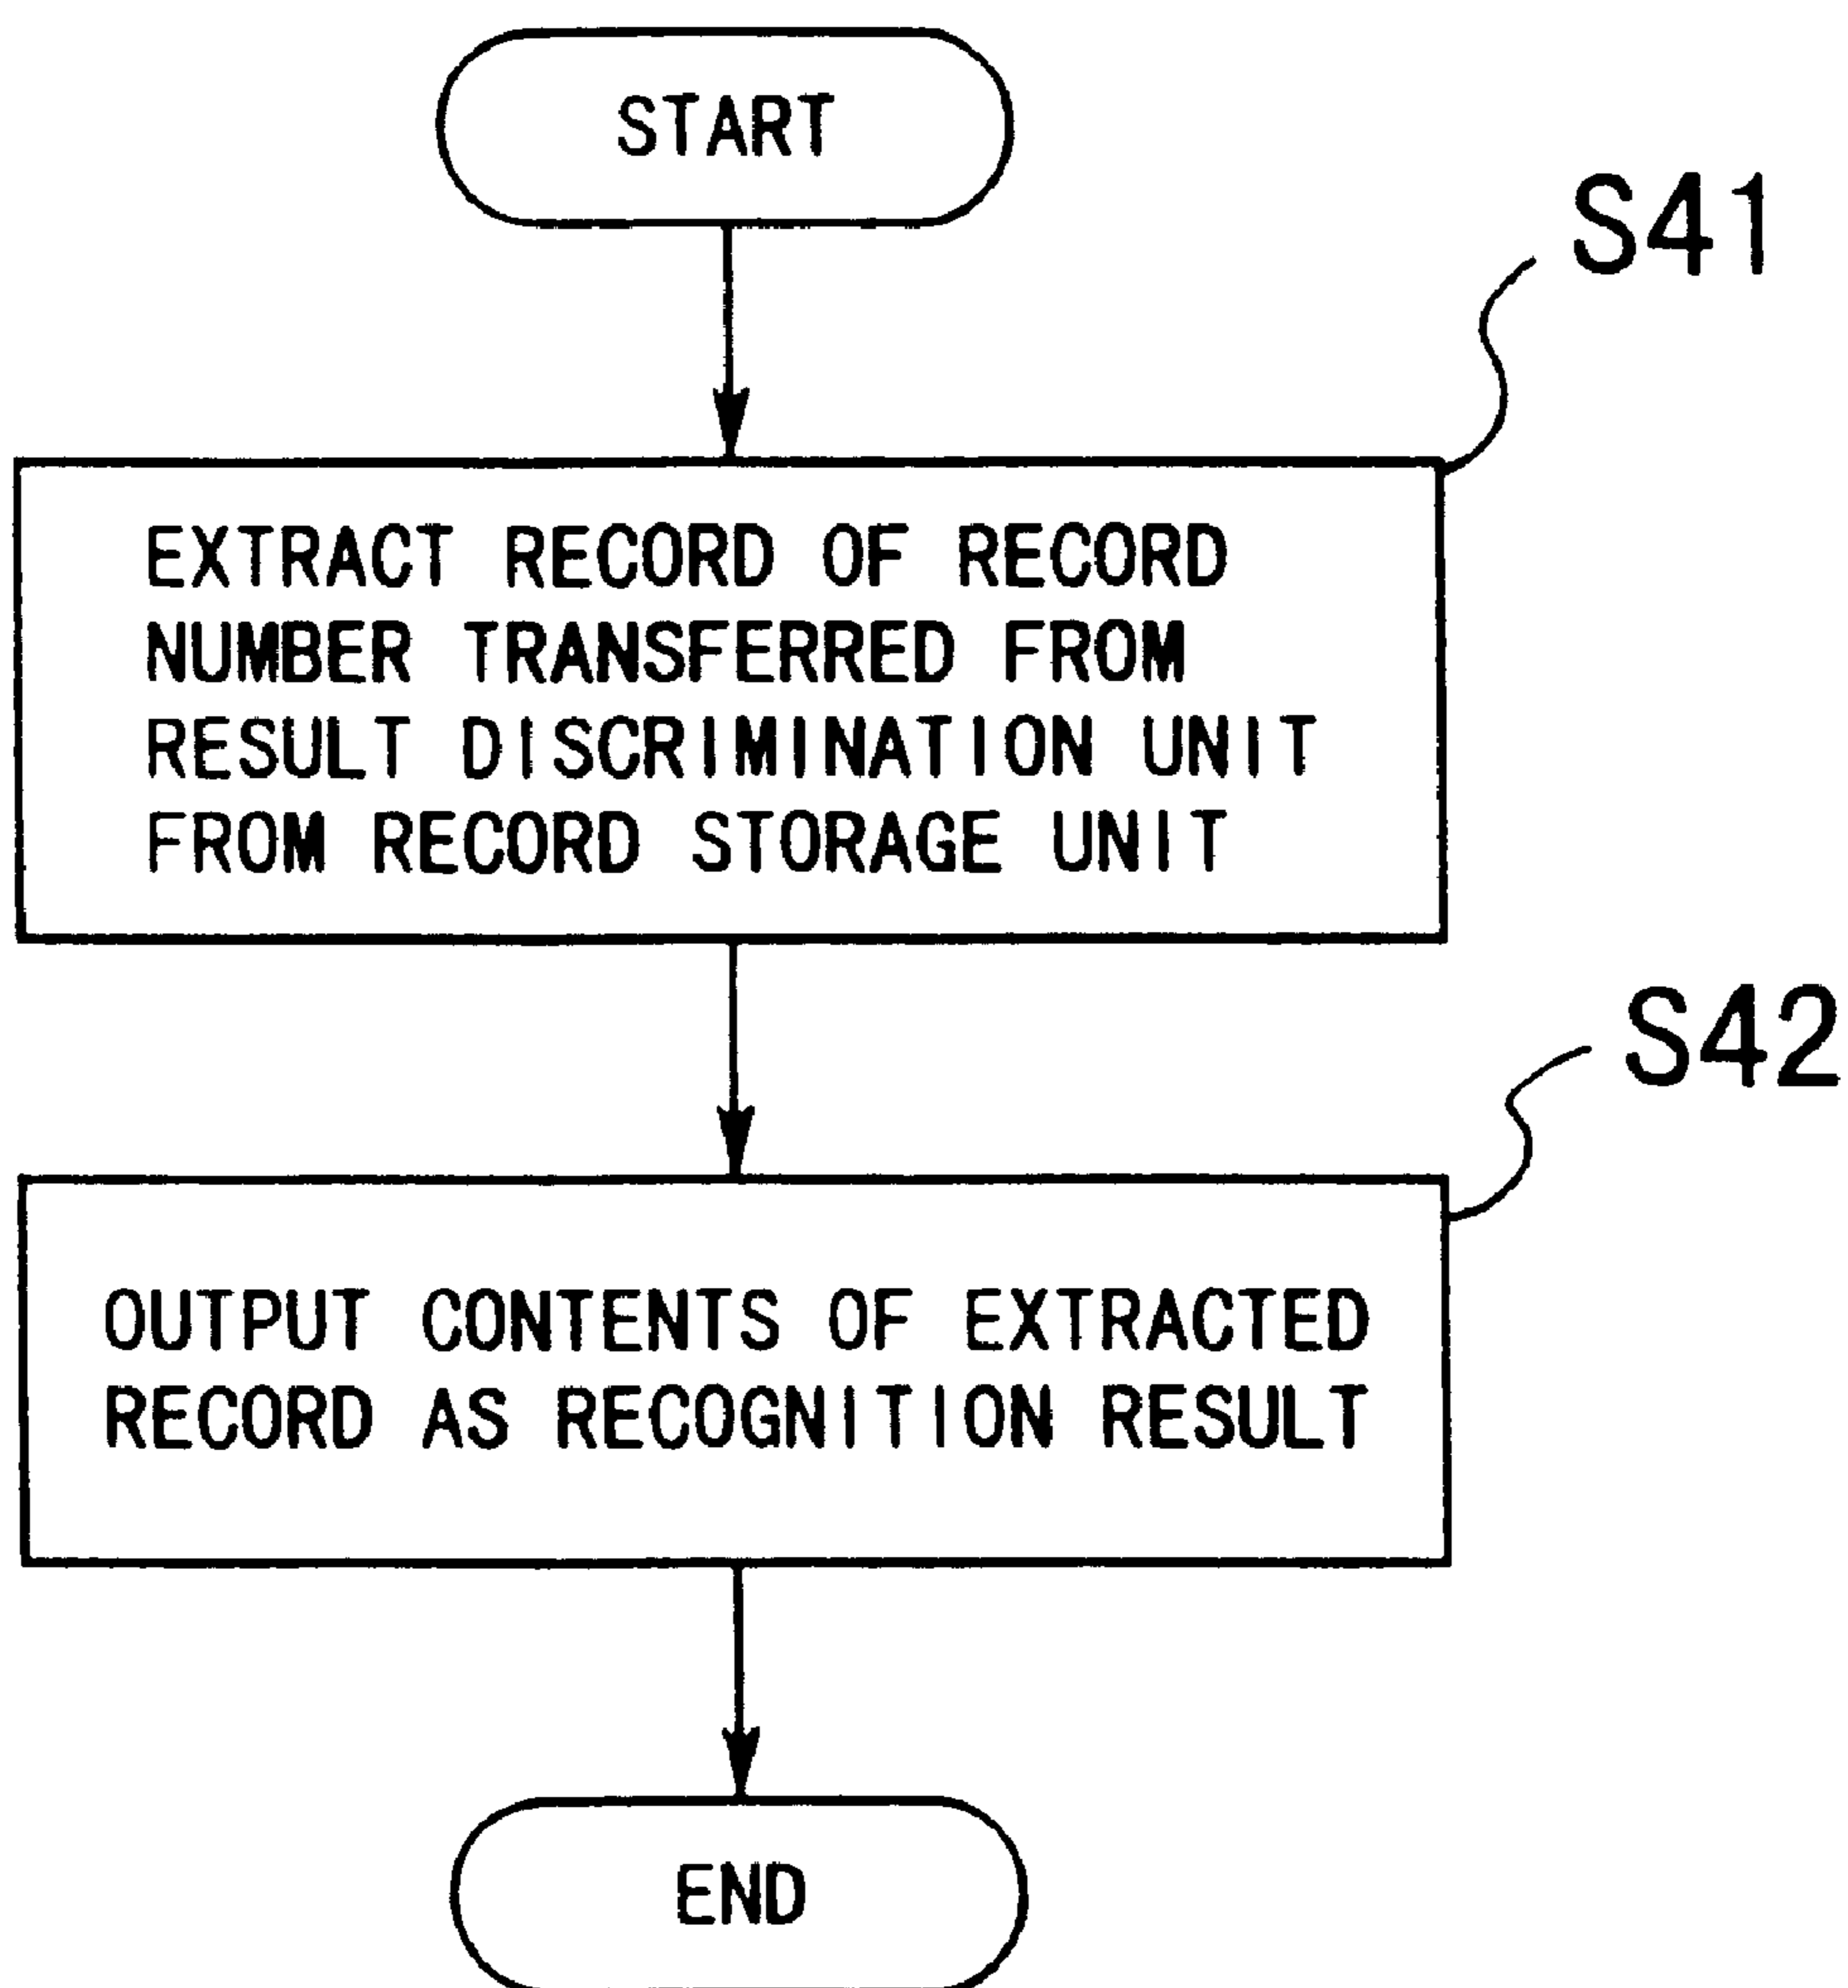 START
S41
EXTRACT RECORD OF RECORD
NUMBER TRANSFERRED FROM
RESULT DISCRIMINATION UNIT
FROM RECORD STORAGE UNIT
S42
OUTPUT CONTENTS OF EXTRACTED
RECORD AS RECOGNITION RESULT
END